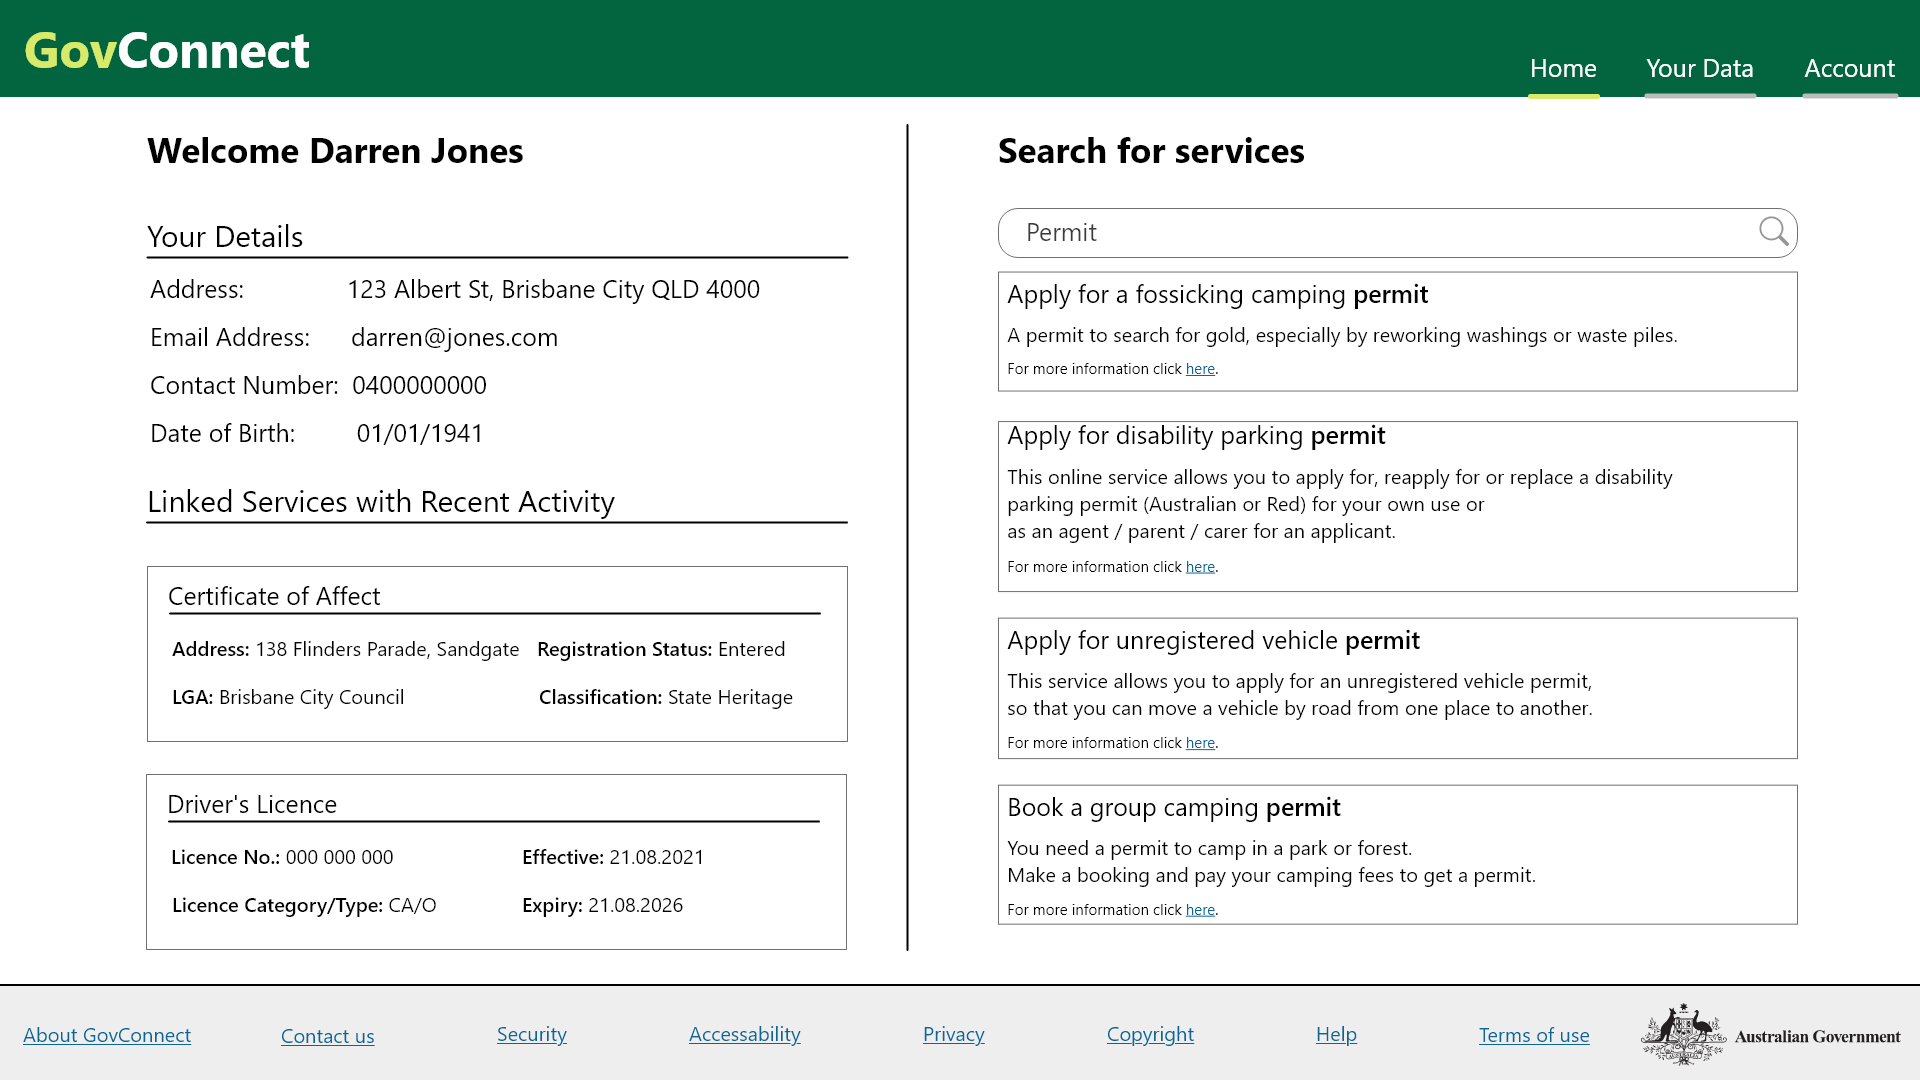 GovConnect
Home
Your Data
Account
Welcome Darren Jones
Your Details
Address: 123 Albert St, Brisbane City QLD 4000
Email Address: darren@jones.com
Contact Number: 0400000000
Date of Birth: 01/01/1941
Linked Services with Recent Activity
Certificate of Affect
Address: 138 Flinders Parade, Sandgate Registration Status: Entered
LGA: Brisbane City Council Classification: State Heritage
Driver's Licence
Licence No.: 000 000 000 Effective: 21.08.2021
Licence Category/Type: CA/O Expiry: 21.08.2026
Search for services
Permit
Apply for a fossicking camping permit
A permit to search for gold, especially by reworking washings or waste piles.
For more information click here.
Apply for disability parking permit
This online service allows you to apply for, reapply for or replace a disability
parking permit (Australian or Red) for your own use or
as an agent / parent / carer for an applicant.
For more information click here.
Apply for unregistered vehicle permit
This service allows you to apply for an unregistered vehicle permit,
so that you can move a vehicle by road from one place to another.
For more information click here.
Book a group camping permit
You need a permit to camp in a park or forest.
Make a booking and pay your camping fees to get a permit.
For more information click here.
About GovConnect
Contact us
Security
Accessability
Privacy
Copyright
Help
Terms of use
Australian Government